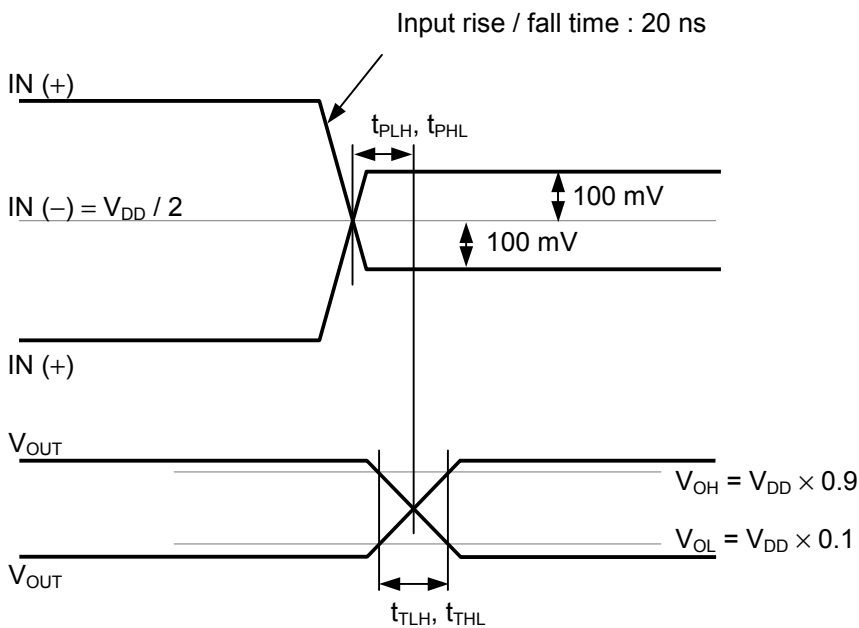 Input rise / fall time : 20 ns
IN (+)
tPLH, tPHL
IN (−) = VDD / 2
100 mV
100 mV
IN (+)
VOUT
VOH = VDD × 0.9
VOL = VDD × 0.1
VOUT
tTLH, tTHL